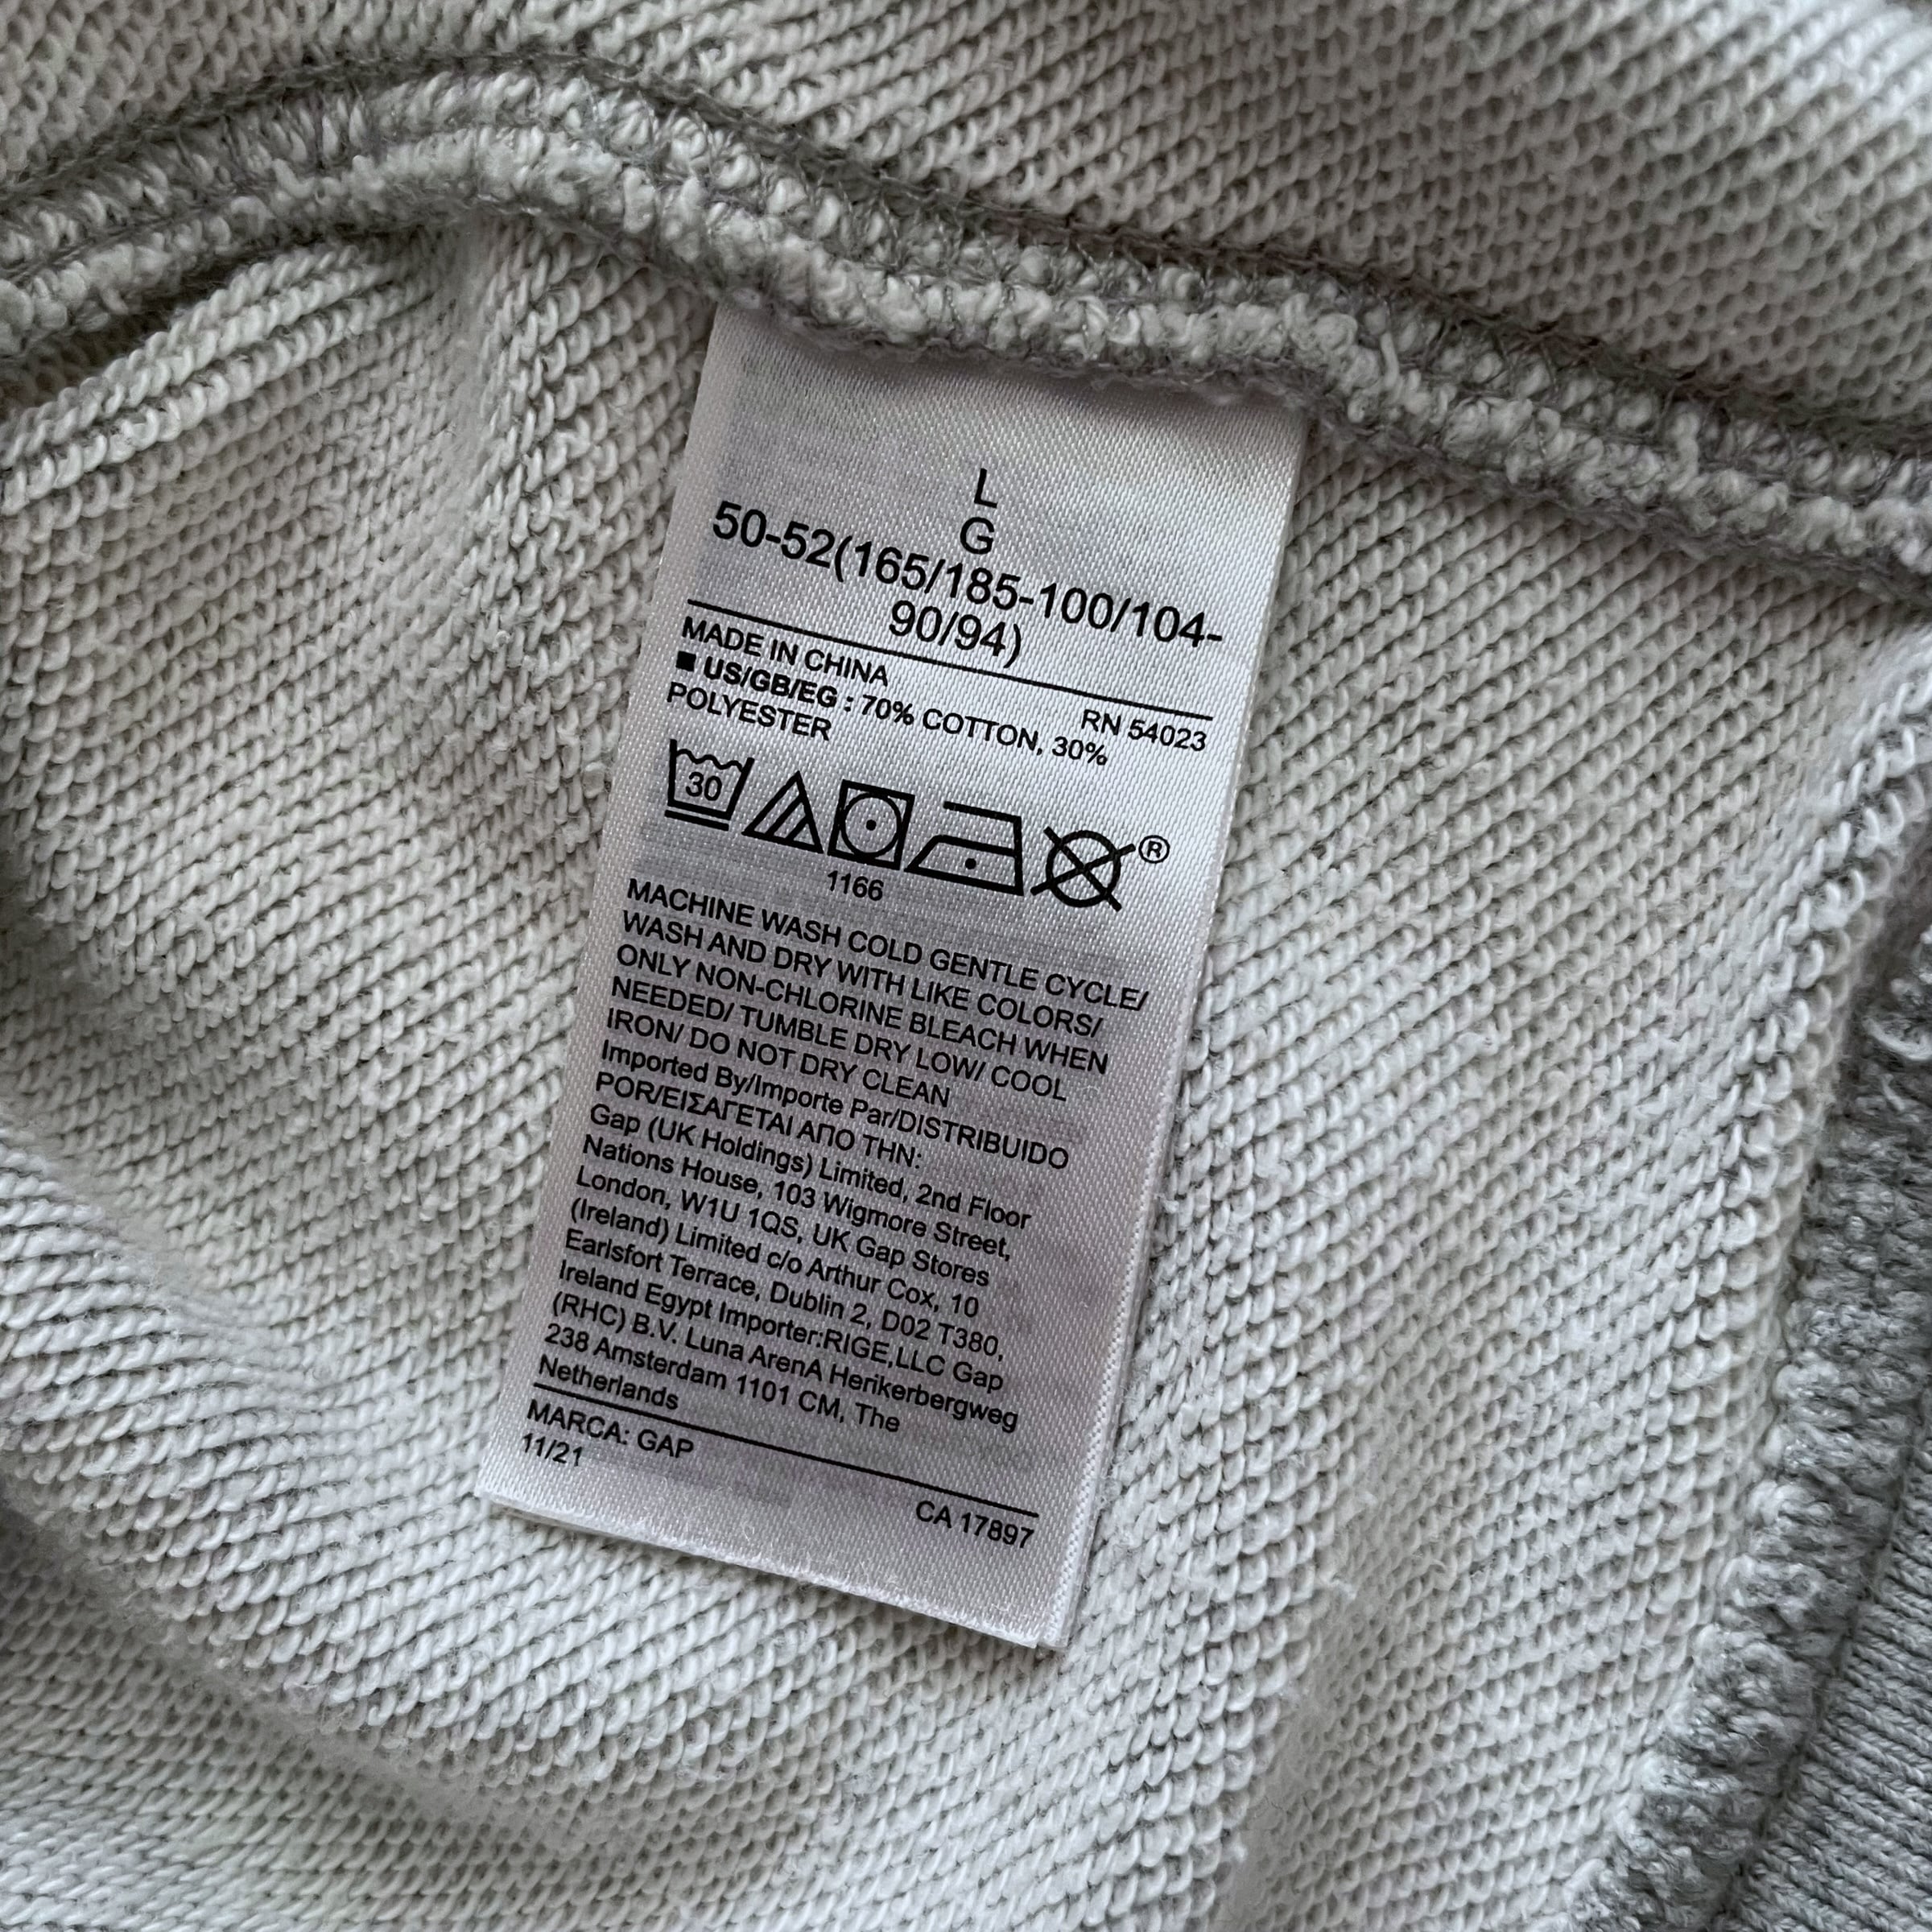 L
G
50-52(165/185-100/104-
90/94)
MADE IN CHINA
RN 54023
■ US/GB/EG : 70% COTTON, 30%
POLYESTER
30
®
1166
MACHINE WASH COLD GENTLE CYCLE/
WASH AND DRY WITH LIKE COLORS/
ONLY NON-CHLORINE BLEACH WHEN
NEEDED/ TUMBLE DRY LOW/ COOL
IRON/ DO NOT DRY CLEAN
Imported By/Importe Par/DISTRIBUIDO
POR/ΕΙΣΑΓΕΤΑΙ ΑΠΟ ΤΗΝ:
Gap (UK Holdings) Limited, 2nd Floor
Nations House, 103 Wigmore Street,
London, W1U 1QS, UK Gap Stores
(Ireland) Limited c/o Arthur Cox, 10
Earlsfort Terrace, Dublin 2, D02 T380,
Ireland Egypt Importer:RIGE,LLC Gap
(RHC) B.V. Luna ArenA Herikerbergweg
238 Amsterdam 1101 CM, The
Netherlands
MARCA: GAP
11/21
CA 17897